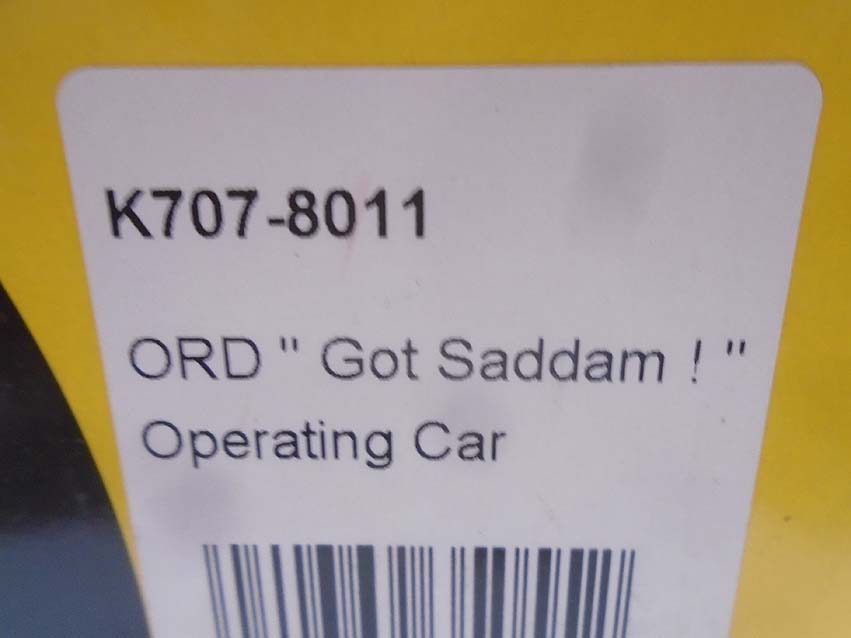 K707-8011
ORD " Got Saddam ! "
Operating Car